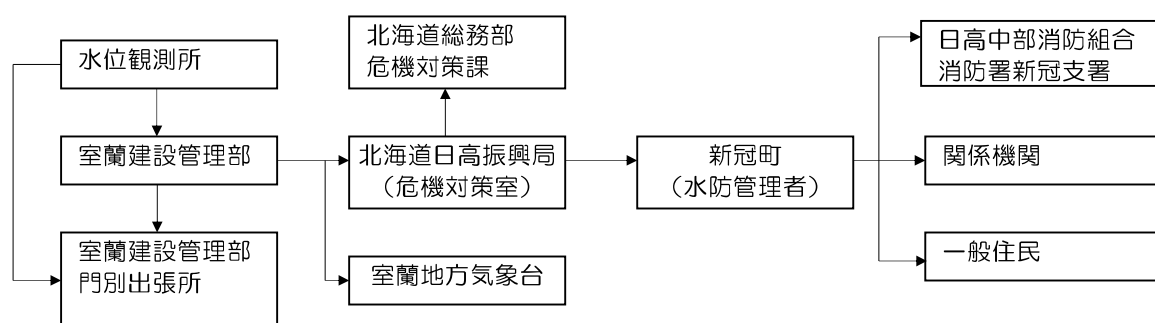 水位観測所
北海道総務部
危機対策課
日高中部消防組合
消防署新冠支署
室蘭建設管理部
北海道日高振興局
（危機対策室）
新冠町
（水防管理者）
関係機関
室蘭建設管理部
門別出張所
室蘭地方気象台
一般住民